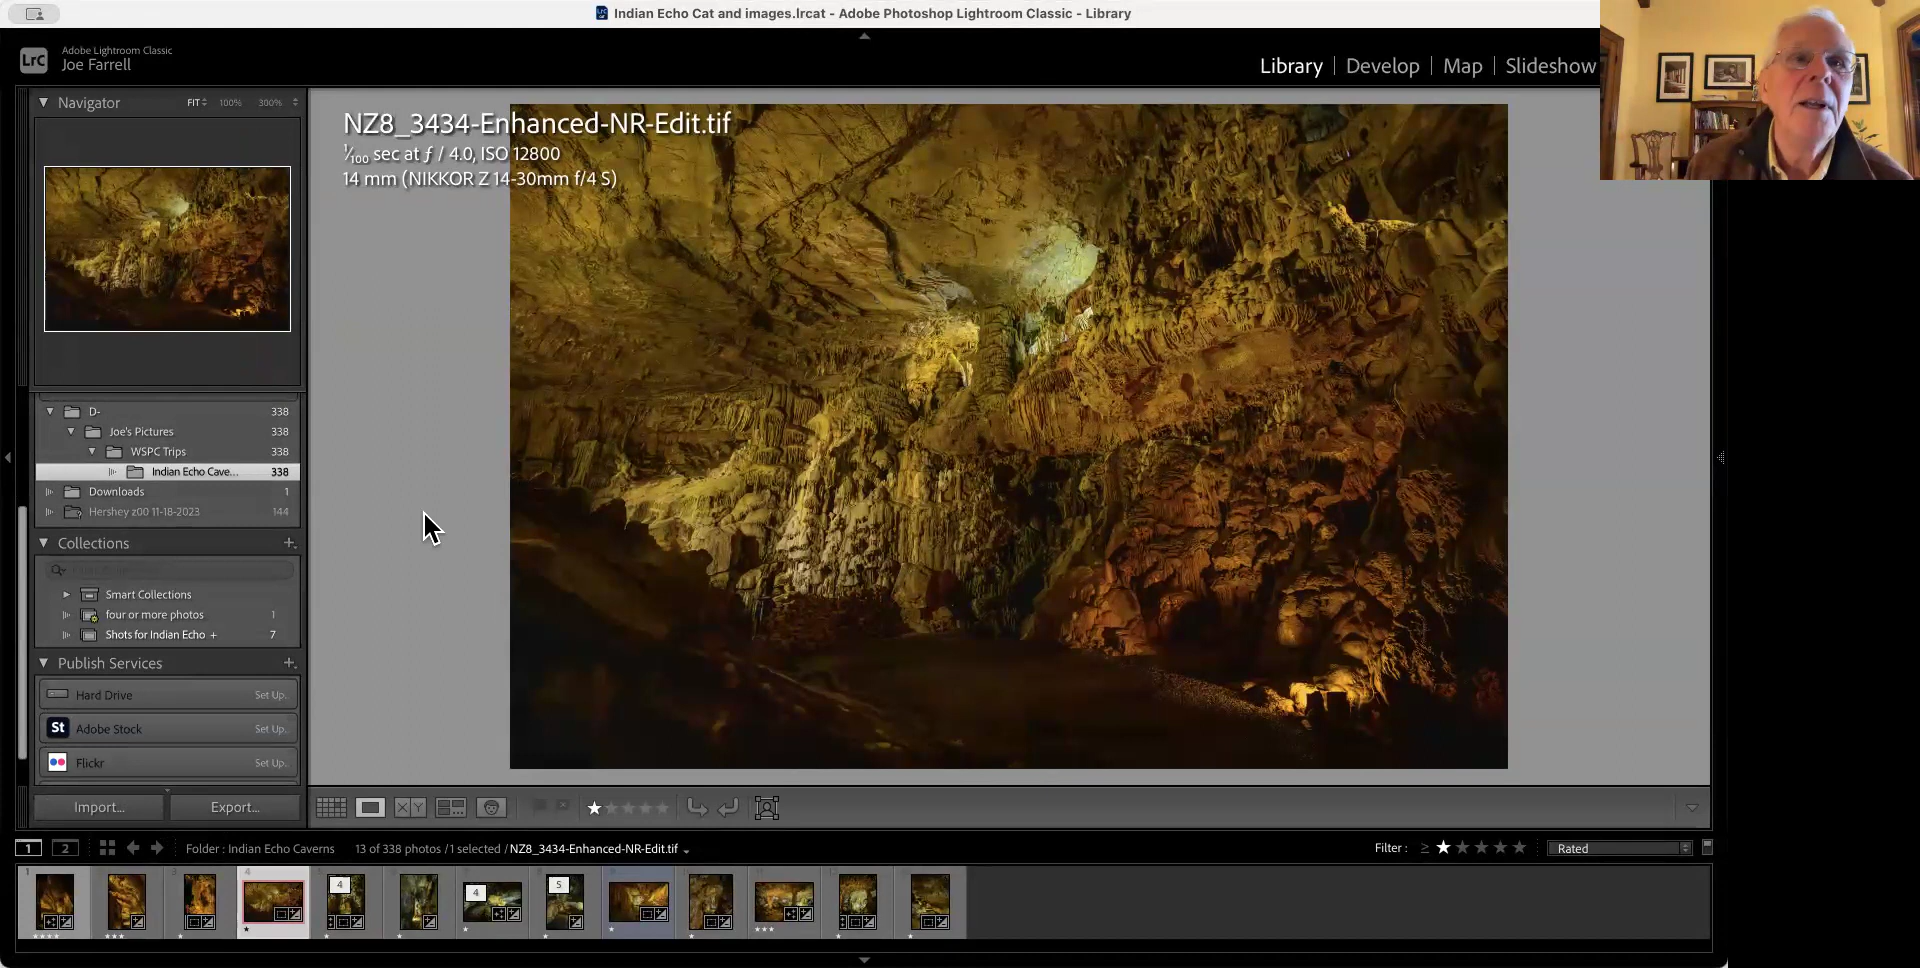 Indian Echo Cat and images.lrcat - Adobe Photoshop Lightroom Classic - Library
LrC
Adobe Lightroom Classic
Joe Farrell
Library | Develop | Map | Slideshow
Navigator FIT 100% 300%
NZ8_3434-Enhanced-NR-Edit.tif
1/100 sec at ƒ / 4.0, ISO 12800
14 mm (NIKKOR Z 14-30mm f/4 S)
D- 338
Joe's Pictures 338
WSPC Trips 338
Indian Echo Cave... 338
Downloads 1
Hershey z00 11-18-2023 144
Collections +
Smart Collections
four or more photos 1
Shots for Indian Echo + 7
Publish Services +
Hard Drive Set Up..
St Adobe Stock Set Up..
Flickr Set Up..
Import... Export...
X Y
1 2 Folder : Indian Echo Caverns 13 of 338 photos / 1 selected / NZ8_3434-Enhanced-NR-Edit.tif Filter : ≥ Rated
4 4 5